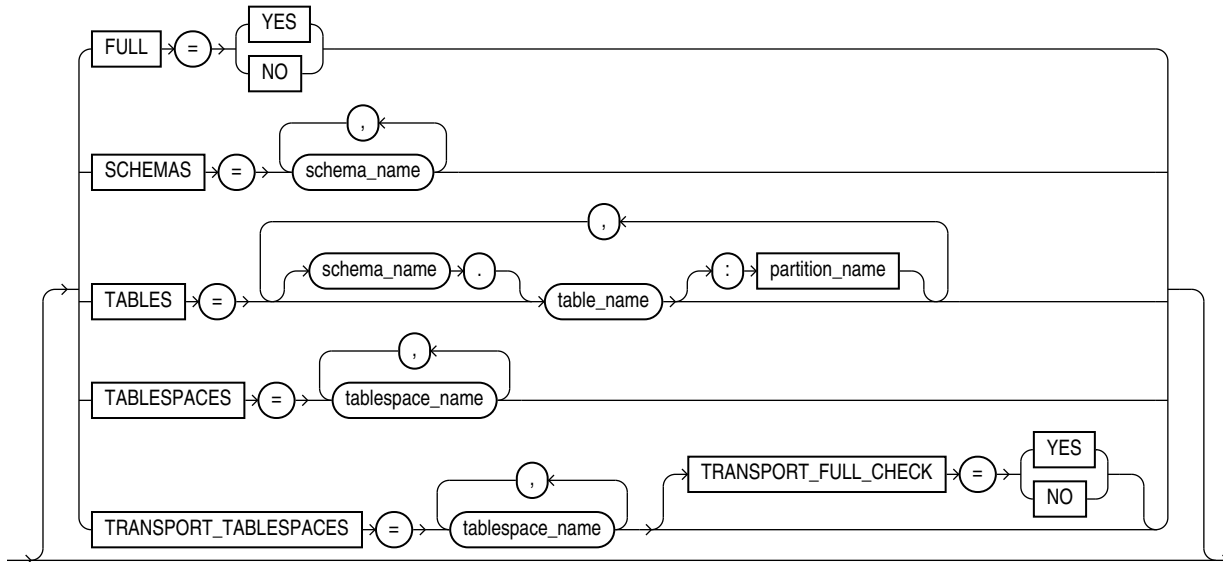 YES
FULL =
NO
,
SCHEMAS = schema_name
,
schema_name . : partition_name
TABLES = table_name
,
TABLESPACES = tablespace_name
YES
TRANSPORT_FULL_CHECK =
NO
,
TRANSPORT_TABLESPACES = tablespace_name